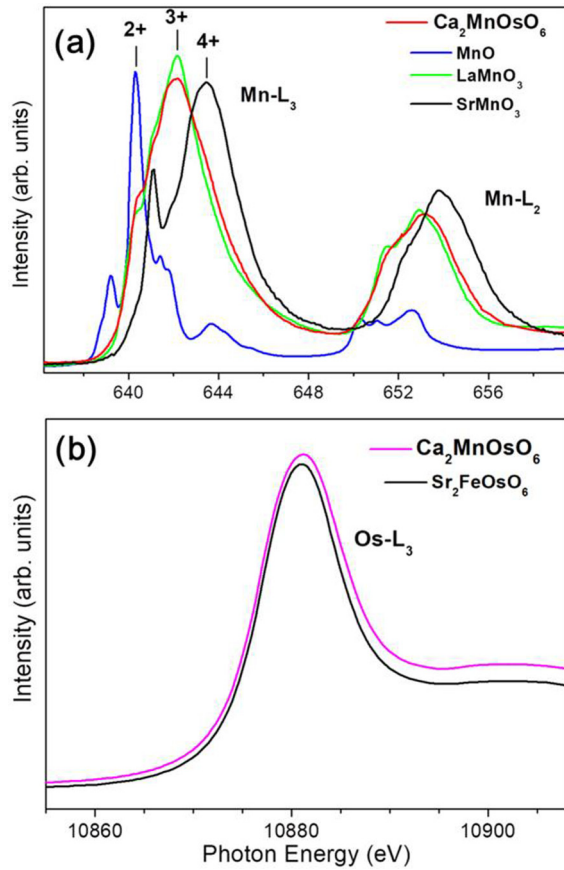 (a)
2+ 3+ 4+
Ca₂MnOsO₆
MnO
LaMnO₃
SrMnO₃
Mn-L₃
Mn-L₂
Intensity (arb. units)
640 644 648 652 656
(b)
Ca₂MnOsO₆
Sr₂FeOsO₆
Os-L₃
Intensity (arb. units)
10860 10880 10900
Photon Energy (eV)